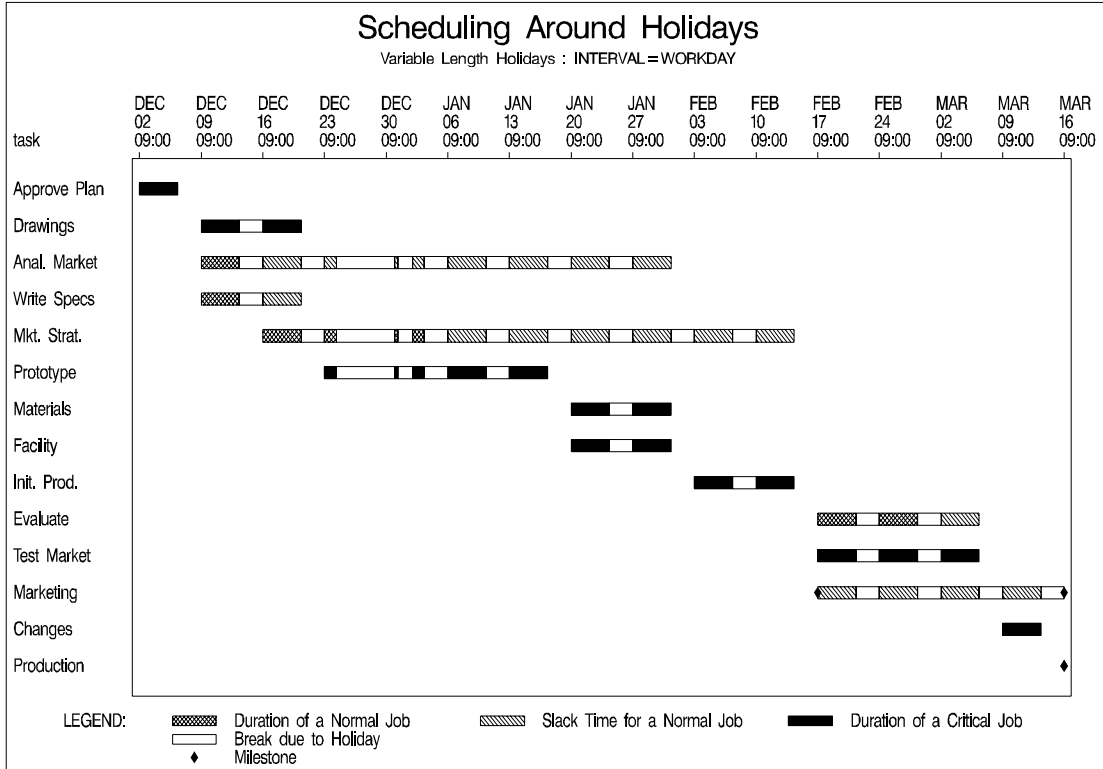 Scheduling Around Holidays
Variable Length Holidays : INTERVAL=WORKDAY
DEC DEC DEC DEC DEC JAN JAN JAN JAN FEB FEB FEB FEB MAR MAR MAR
02 09 16 23 30 06 13 20 27 03 10 17 24 02 09 16
task 09:00 09:00 09:00 09:00 09:00 09:00 09:00 09:00 09:00 09:00 09:00 09:00 09:00 09:00 09:00 09:00
Approve Plan
Drawings
Anal. Market
Write Specs
Mkt. Strat.
Prototype
Materials
Facility
Init. Prod.
Evaluate
Test Market
Marketing
Changes
Production
LEGEND: Duration of a Normal Job Slack Time for a Normal Job Duration of a Critical Job
Break due to Holiday
Milestone